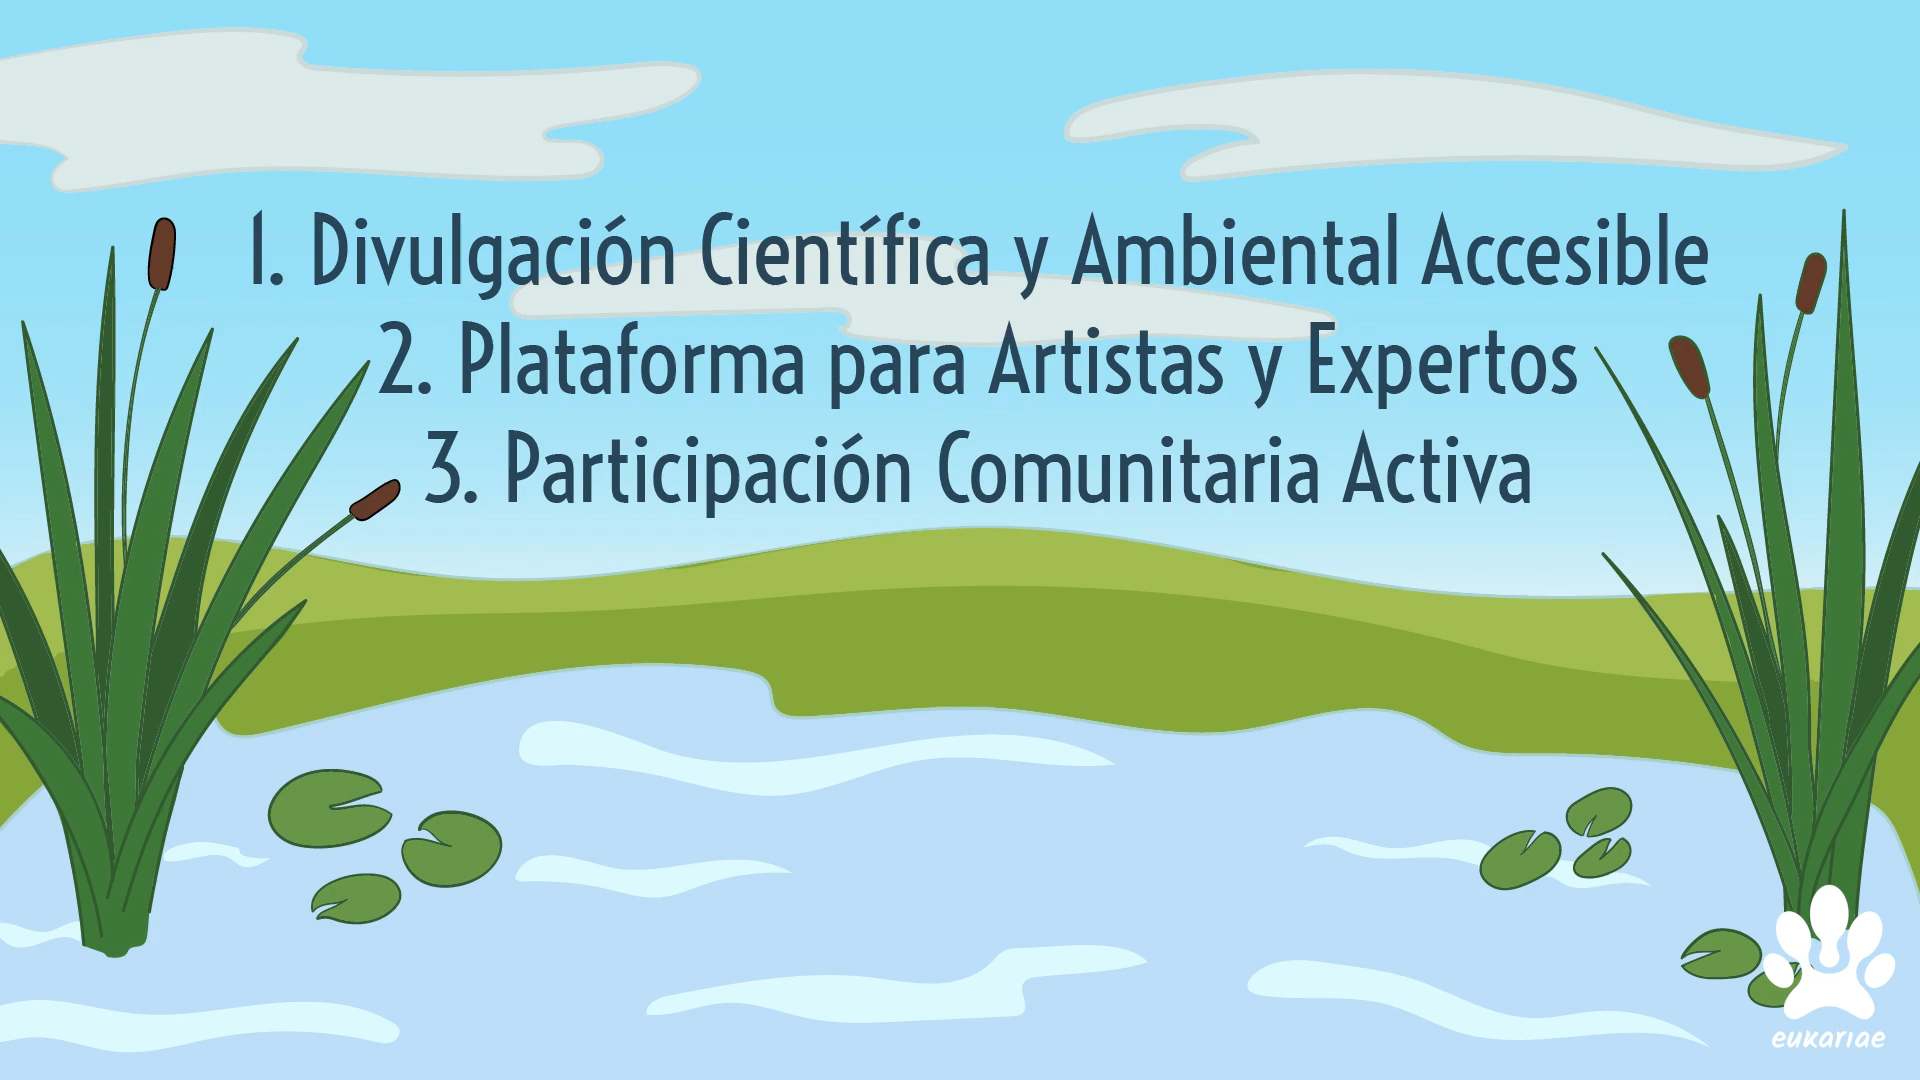 1. Divulgación Científica y Ambiental Accesible
2. Plataforma para Artistas y Expertos
3. Participación Comunitaria Activa
eukariae